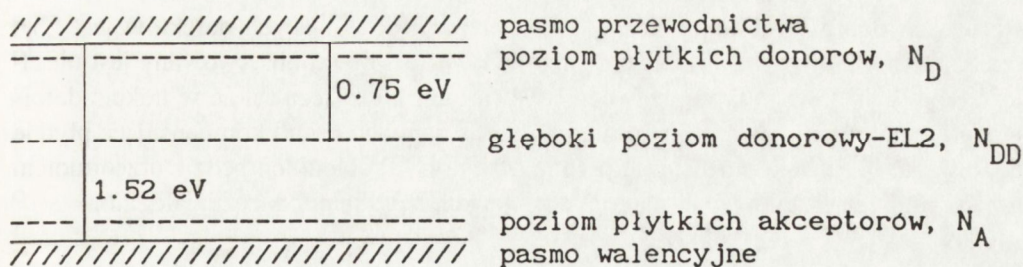 pasmo przewodnictwa
poziom płytkich donorów, N_D
0.75 eV
głęboki poziom donorowy-EL2, N_DD
1.52 eV
poziom płytkich akceptorów, N_A
pasmo walencyjne